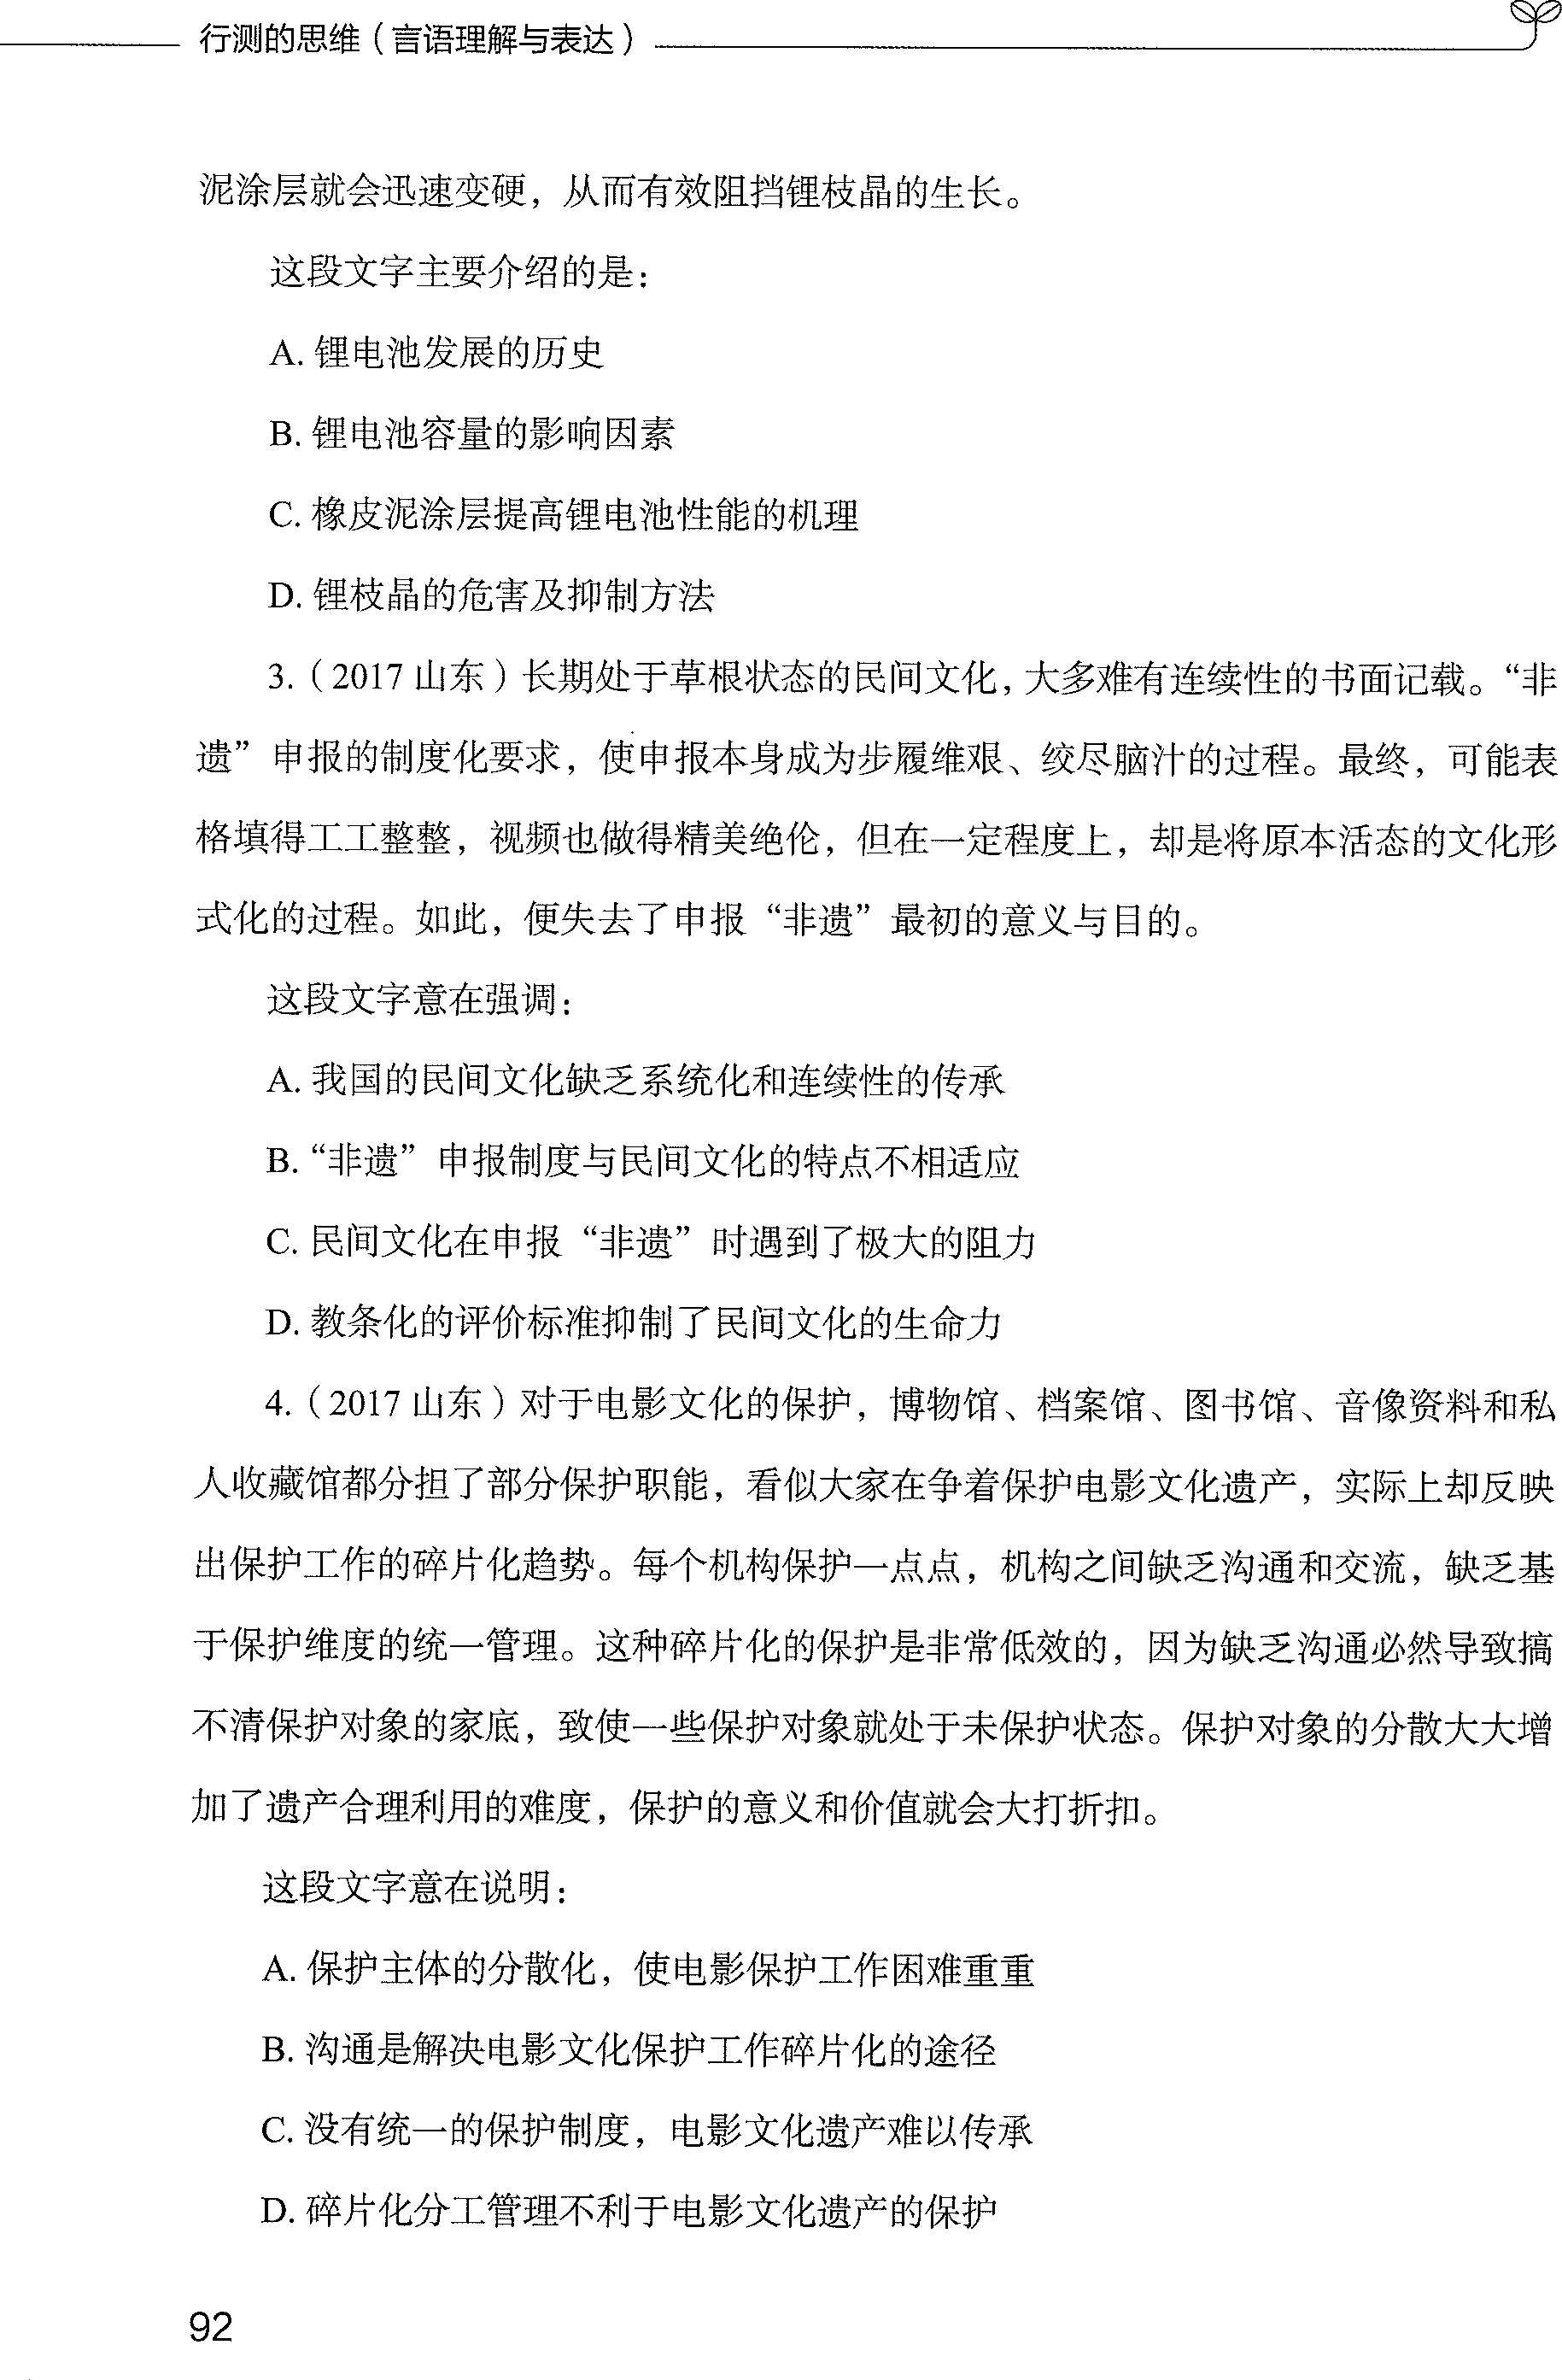 行测的思维（言语理解与表达）
泥涂层就会迅速变硬，从而有效阻挡锂枝晶的生长。
这段文字主要介绍的是：
A. 锂电池发展的历史
B. 锂电池容量的影响因素
C. 橡皮泥涂层提高锂电池性能的机理
D. 锂枝晶的危害及抑制方法
3.（2017 山东）长期处于草根状态的民间文化，大多难有连续性的书面记载。“非
遗”申报的制度化要求，使申报本身成为步履维艰、绞尽脑汁的过程。最终，可能表
格填得工工整整，视频也做得精美绝伦，但在一定程度上，却是将原本活态的文化形
式化的过程。如此，便失去了申报“非遗”最初的意义与目的。
这段文字意在强调：
A. 我国的民间文化缺乏系统化和连续性的传承
B. “非遗”申报制度与民间文化的特点不相适应
C. 民间文化在申报“非遗”时遇到了极大的阻力
D. 教条化的评价标准抑制了民间文化的生命力
4.（2017 山东）对于电影文化的保护，博物馆、档案馆、图书馆、音像资料和私
人收藏馆都分担了部分保护职能，看似大家在争着保护电影文化遗产，实际上却反映
出保护工作的碎片化趋势。每个机构保护一点点，机构之间缺乏沟通和交流，缺乏基
于保护维度的统一管理。这种碎片化的保护是非常低效的，因为缺乏沟通必然导致搞
不清保护对象的家底，致使一些保护对象就处于未保护状态。保护对象的分散大大增
加了遗产合理利用的难度，保护的意义和价值就会大打折扣。
这段文字意在说明：
A. 保护主体的分散化，使电影保护工作困难重重
B. 沟通是解决电影文化保护工作碎片化的途径
C. 没有统一的保护制度，电影文化遗产难以传承
D. 碎片化分工管理不利于电影文化遗产的保护
92